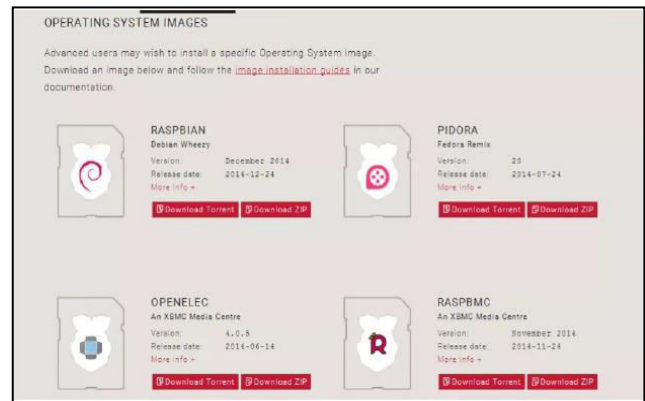 OPERATING SYSTEM IMAGES
Advanced users may wish to install a specific Operating System image.
Download an image below and follow the image installation guides in our
documentation.
RASPBIAN
Debian Wheezy
Version: December 2014
Release date: 2014-12-24
More info +
Download Torrent Download ZIP
PIDORA
Fedora Remix
Version: 20
Release date: 2014-07-24
More info +
Download Torrent Download ZIP
OPENELEC
An XBMC Media Centre
Version: 4.0.5
Release date: 2014-06-14
More info +
Download Torrent Download ZIP
RASPBMC
An XBMC Media Centre
Version: November 2014
Release date: 2014-11-24
More info +
Download Torrent Download ZIP